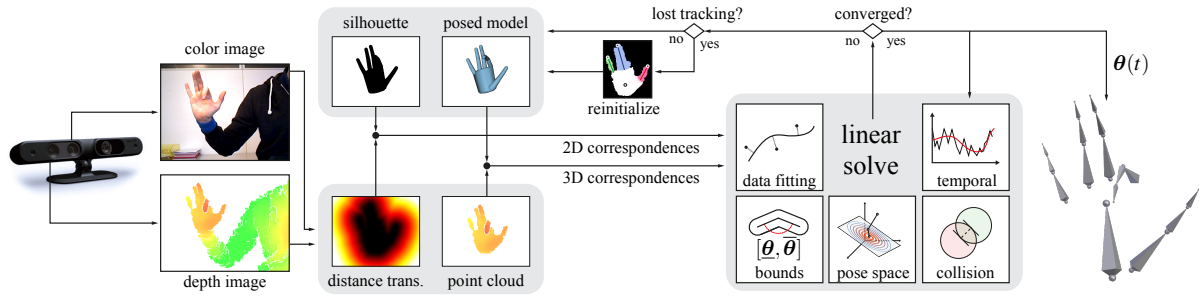 color image
depth image
silhouette
posed model
distance trans.
point cloud
lost tracking?
no
yes
reinitialize
2D correspondences
3D correspondences
converged?
no
yes
linear
solve
data fitting
temporal
[θ, θ]
bounds
pose space
collision
θ(t)